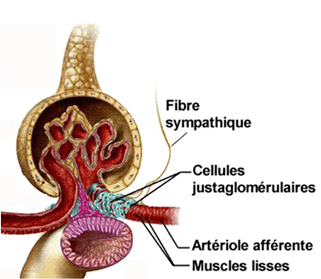 Fibre
sympathique
Cellules
justaglomérulaires
Artériole afférente
Muscles lisses